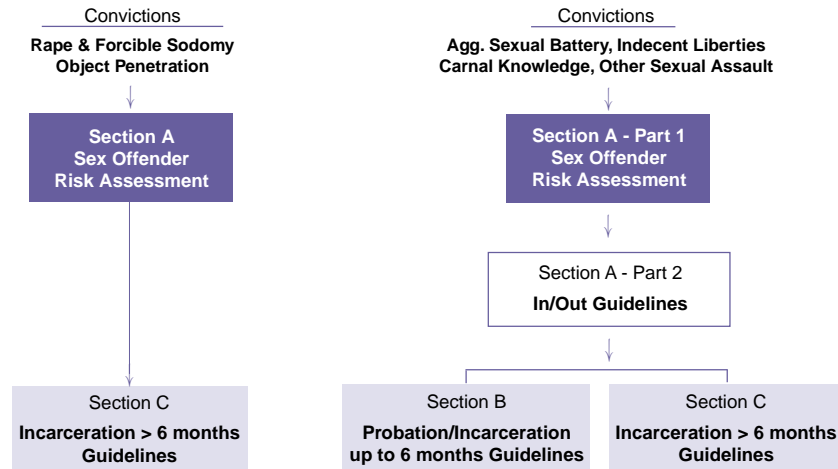 Convictions
Rape & Forcible Sodomy
Object Penetration
Section A
Sex Offender
Risk Assessment
Section C
Incarceration > 6 months
Guidelines
Convictions
Agg. Sexual Battery, Indecent Liberties
Carnal Knowledge, Other Sexual Assault
Section A - Part 1
Sex Offender
Risk Assessment
Section A - Part 2
In/Out Guidelines
Section B
Probation/Incarceration
up to 6 months Guidelines
Section C
Incarceration > 6 months
Guidelines